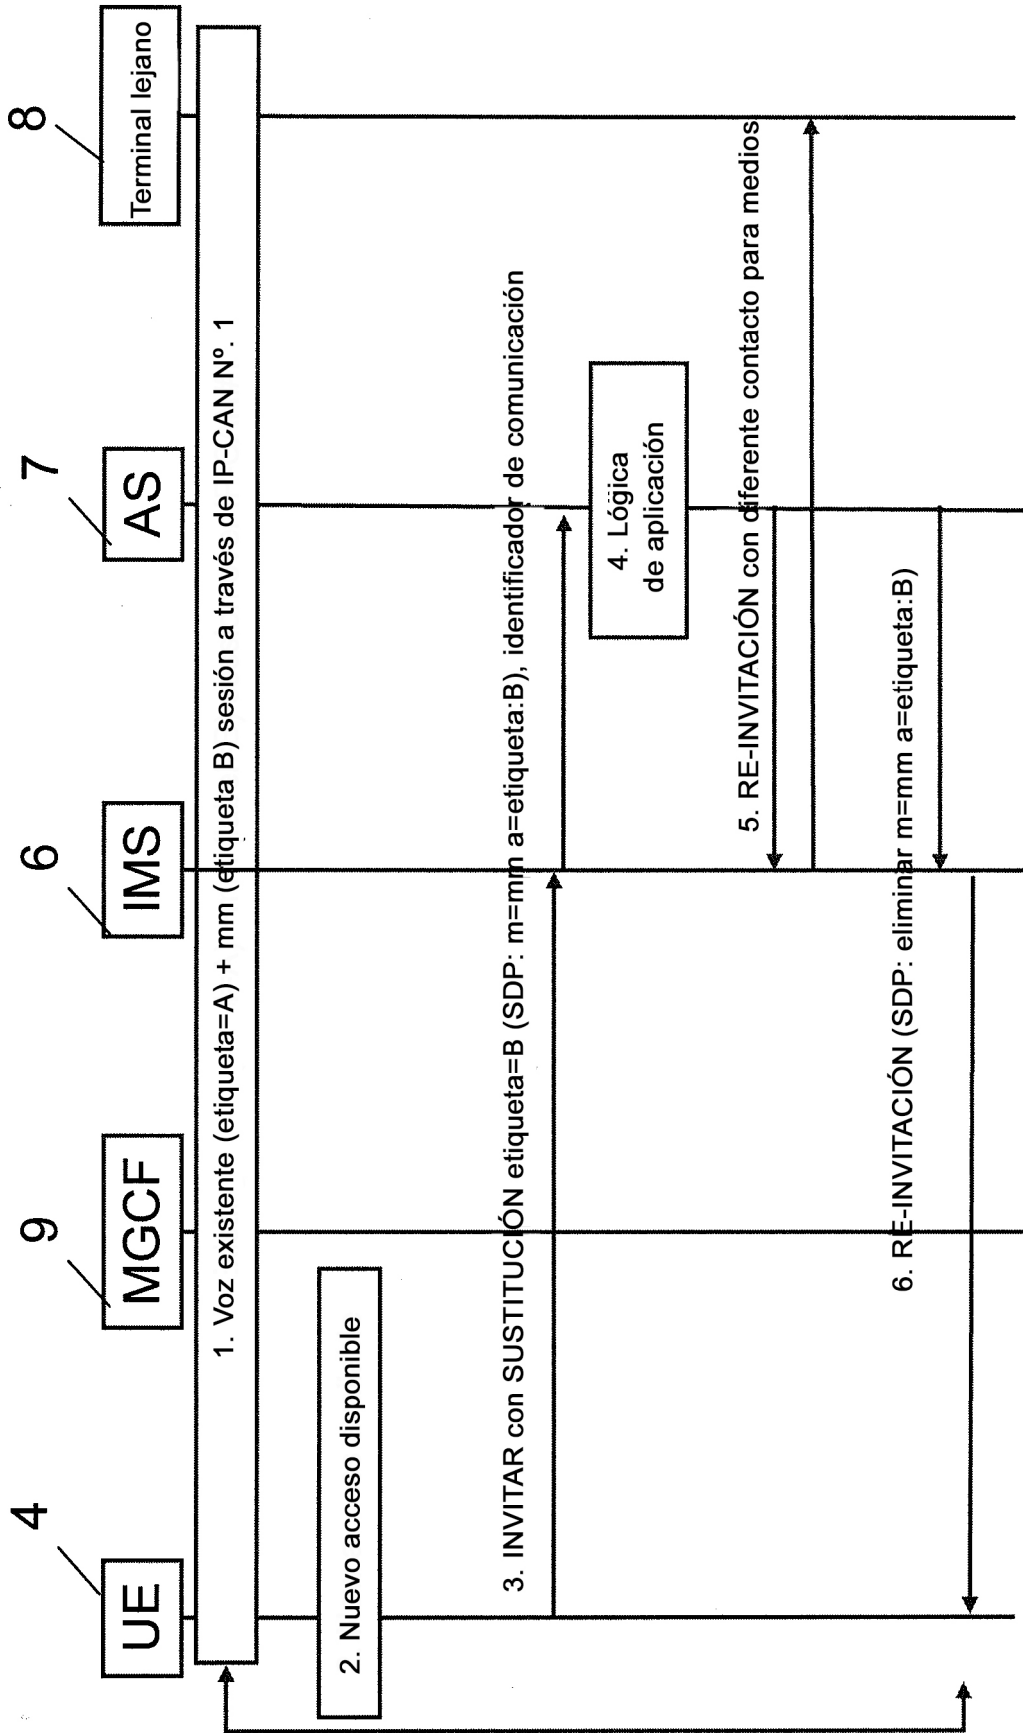 4
9
6
7
8
UE
MGCF
IMS
AS
Terminal lejano
1. Voz existente (etiqueta=A) + mm (etiqueta B) sesión a través de IP-CAN Nº. 1
2. Nuevo acceso disponible
3. INVITAR con SUSTITUCIÓN etiqueta=B (SDP: m=mm a=etiqueta:B), identificador de comunicación
4. Lógica
de aplicación
5. RE-INVITACIÓN con diferente contacto para medios
6. RE-INVITACIÓN (SDP: eliminar m=mm a=etiqueta:B)